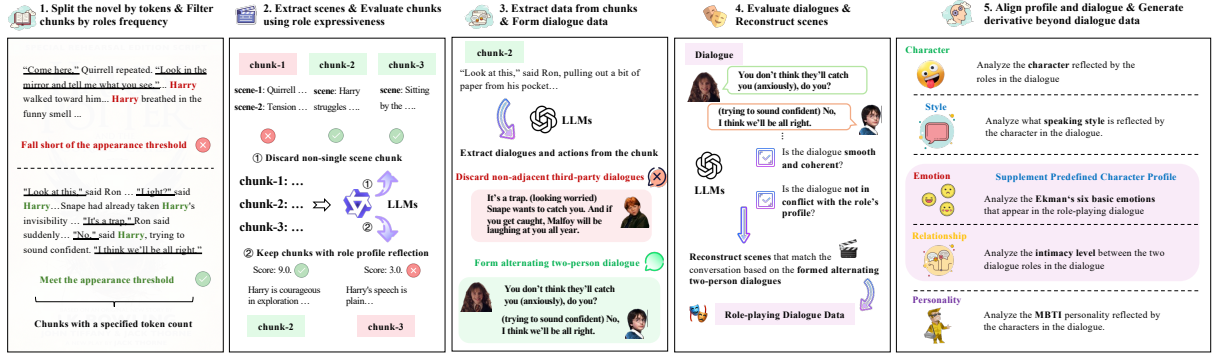 1. Split the novel by tokens & Filter
chunks by roles frequency
"Come here," Quirrell repeated. "Look in the
mirror and tell me what you see."... Harry
walked toward him... Harry breathed in the
funny smell ...
Fall short of the appearance threshold
"Look at this," said Ron … "Light?" said
Harry…Snape had already taken Harry's
invisibility … "It's a trap," Ron said
suddenly… "No," said Harry, trying to
sound confident. "I think we'll be all right."
Meet the appearance threshold
Chunks with a specified token count
2. Extract scenes & Evaluate chunks
using role expressiveness
chunk-1 chunk-2 chunk-3
scene-1: Quirrell … scene: Harry scene: Sitting
scene-2: Tension … struggles …. by the ….
① Discard non-single scene chunk
chunk-1: …
chunk-2: …
chunk-3: …
①
LLMs
②
② Keep chunks with role profile reflection
Score: 9.0. Score: 3.0.
Harry is courageous Harry's speech is
in exploration … plain…
chunk-2 chunk-3
3. Extract data from chunks
& Form dialogue data
chunk-2
"Look at this," said Ron, pulling out a bit of
paper from his pocket…
LLMs
Extract dialogues and actions from the chunk
Discard non-adjacent third-party dialogues
It's a trap. (looking worried)
Snape wants to catch you. And if
you get caught, Malfoy will be
laughing at you all year.
Form alternating two-person dialogue
You don't think they'll catch
you (anxiously), do you?
(trying to sound confident) No,
I think we'll be all right.
4. Evaluate dialogues &
Reconstruct scenes
Dialogue
You don't think they'll catch
you (anxiously), do you?
(trying to sound confident) No,
I think we'll be all right.
⋮
LLMs
Is the dialogue smooth
and coherent?
Is the dialogue not in
conflict with the role's
profile?
Reconstruct scenes that match the
conversation based on the formed alternating
two-person dialogues
Role-playing Dialogue Data
5. Align profile and dialogue & Generate
derivative beyond dialogue data
Character
Analyze the character reflected by the
roles in the dialogue
Style
Analyze what speaking style is reflected by
the character in the dialogue.
Emotion
Supplement Predefined Character Profile
Analyze the Ekman's six basic emotions
that appear in the role-playing dialogue
Relationship
Analyze the intimacy level between the two
dialogue roles in the dialogue
Personality
Analyze the MBTI personality reflected by
the characters in the dialogue.